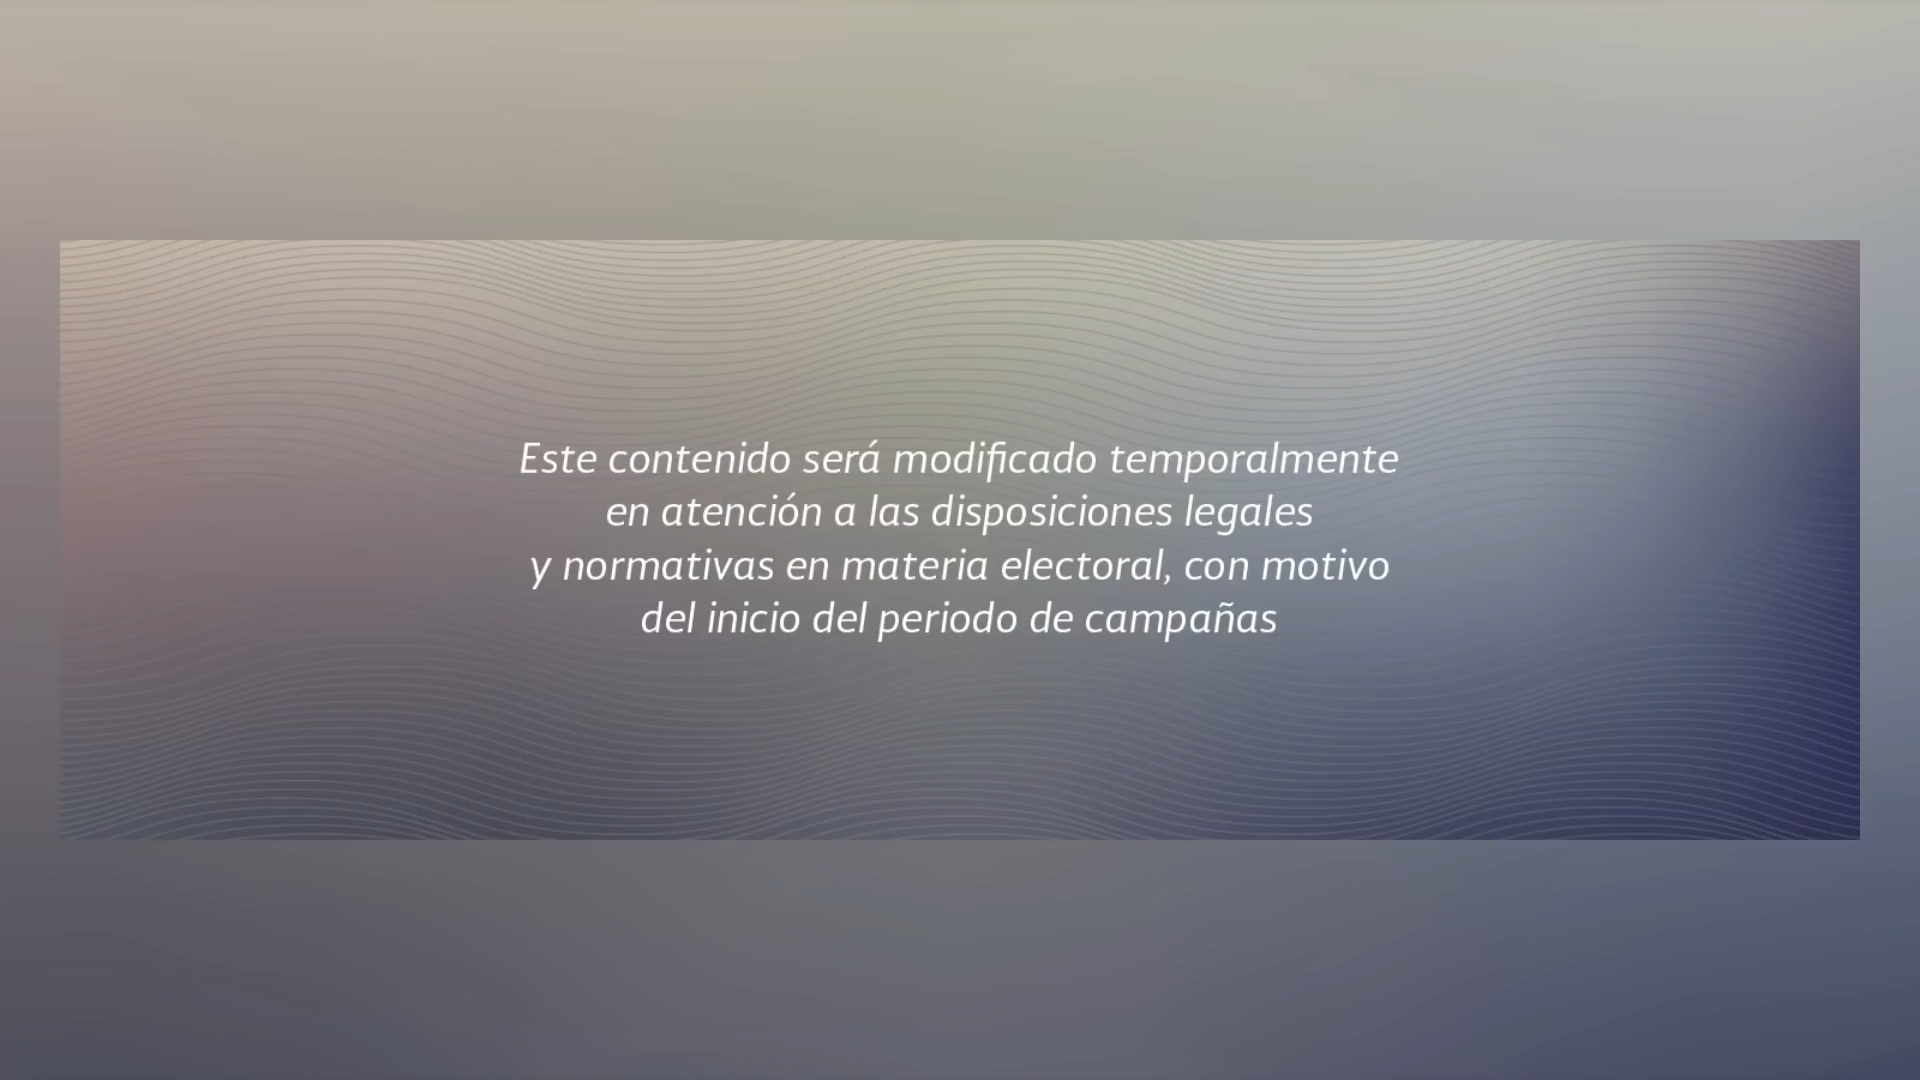 Este contenido será modificado temporalmente
en atención a las disposiciones legales
y normativas en materia electoral, con motivo
del inicio del periodo de campañas